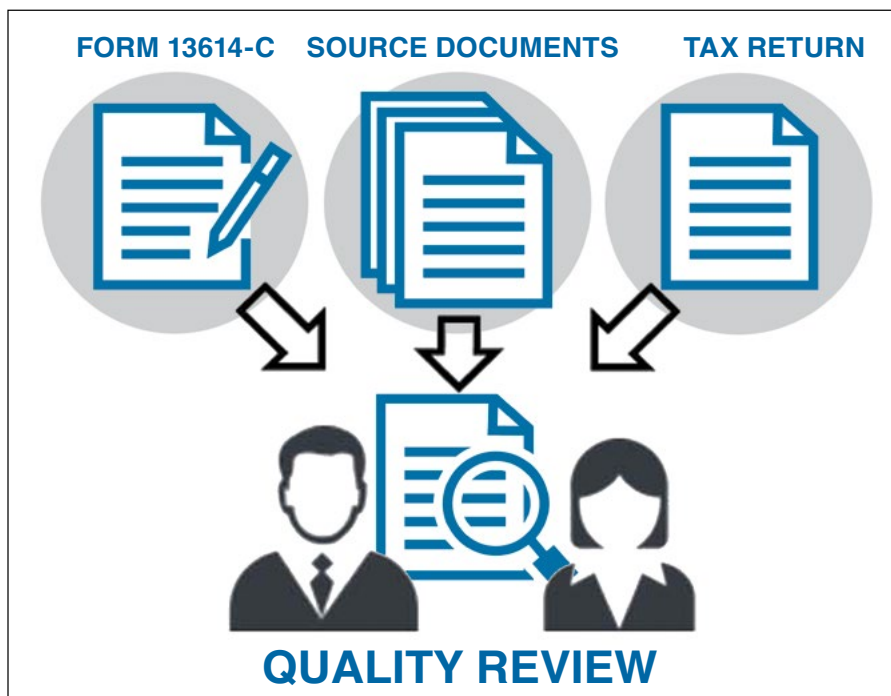 FORM 13614-C SOURCE DOCUMENTS TAX RETURN
QUALITY REVIEW